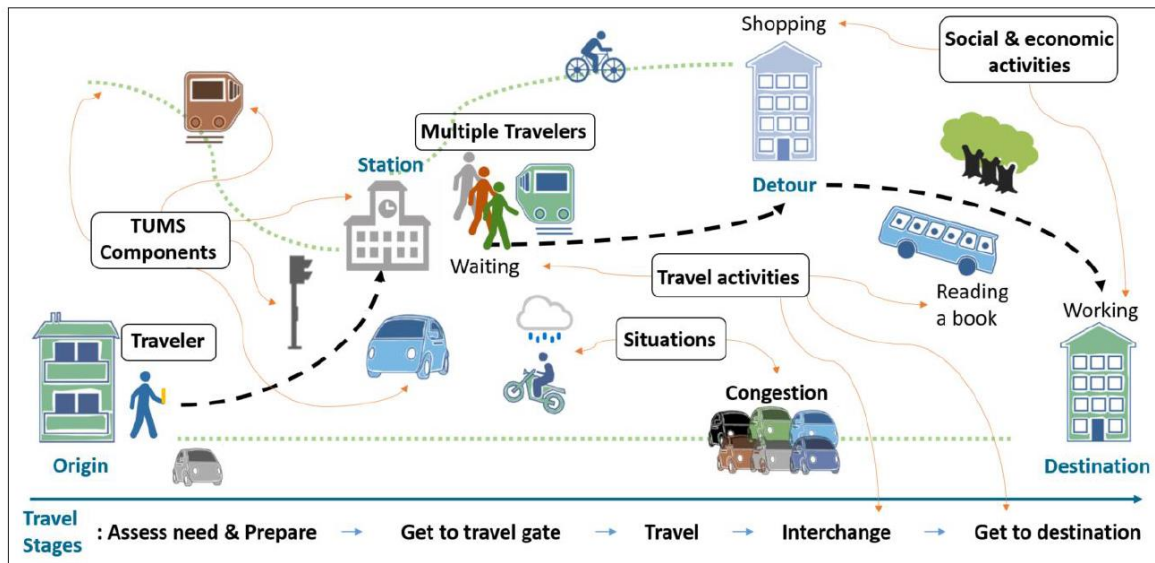 Shopping
Social & economic
activities
Multiple Travelers
Station
Detour
TUMS
Components
Waiting
Travel activities
Reading
a book
Working
Traveler
Situations
Congestion
Origin
Destination
Travel
Stages
: Assess need & Prepare → Get to travel gate → Travel → Interchange → Get to destination